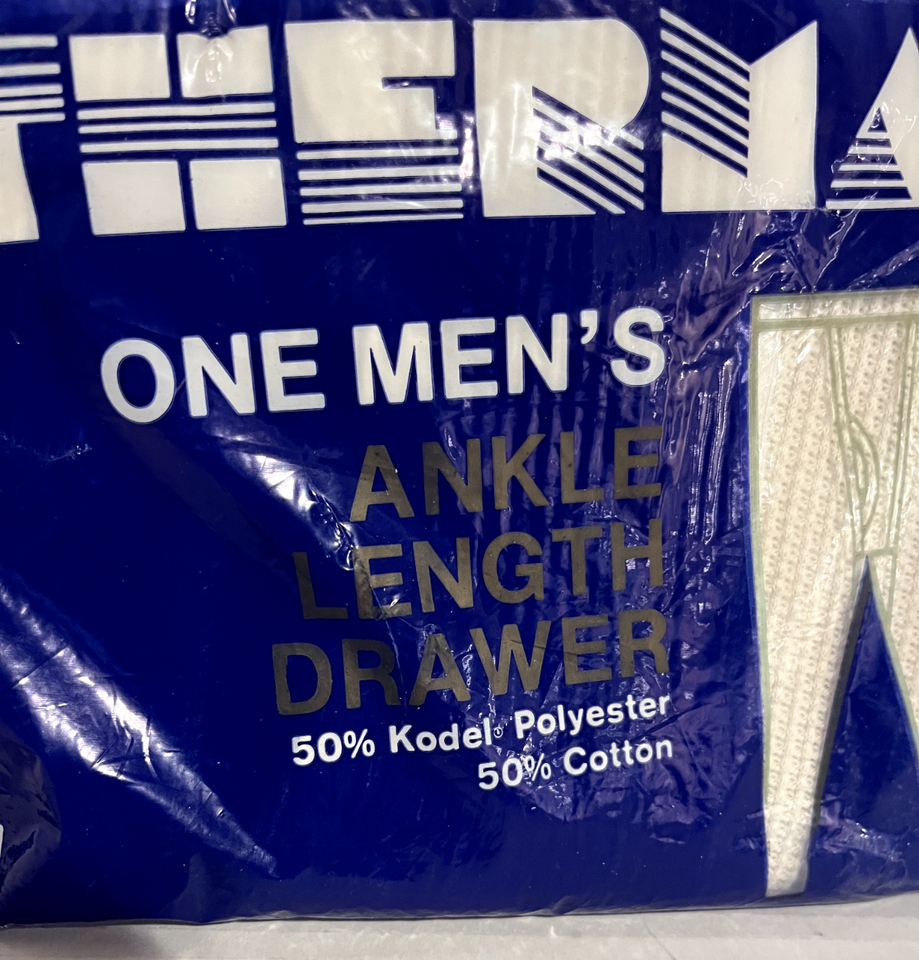 THERMA
ONE MEN'S
ANKLE
LENGTH
DRAWER
50% Kodel® Polyester
50% Cotton